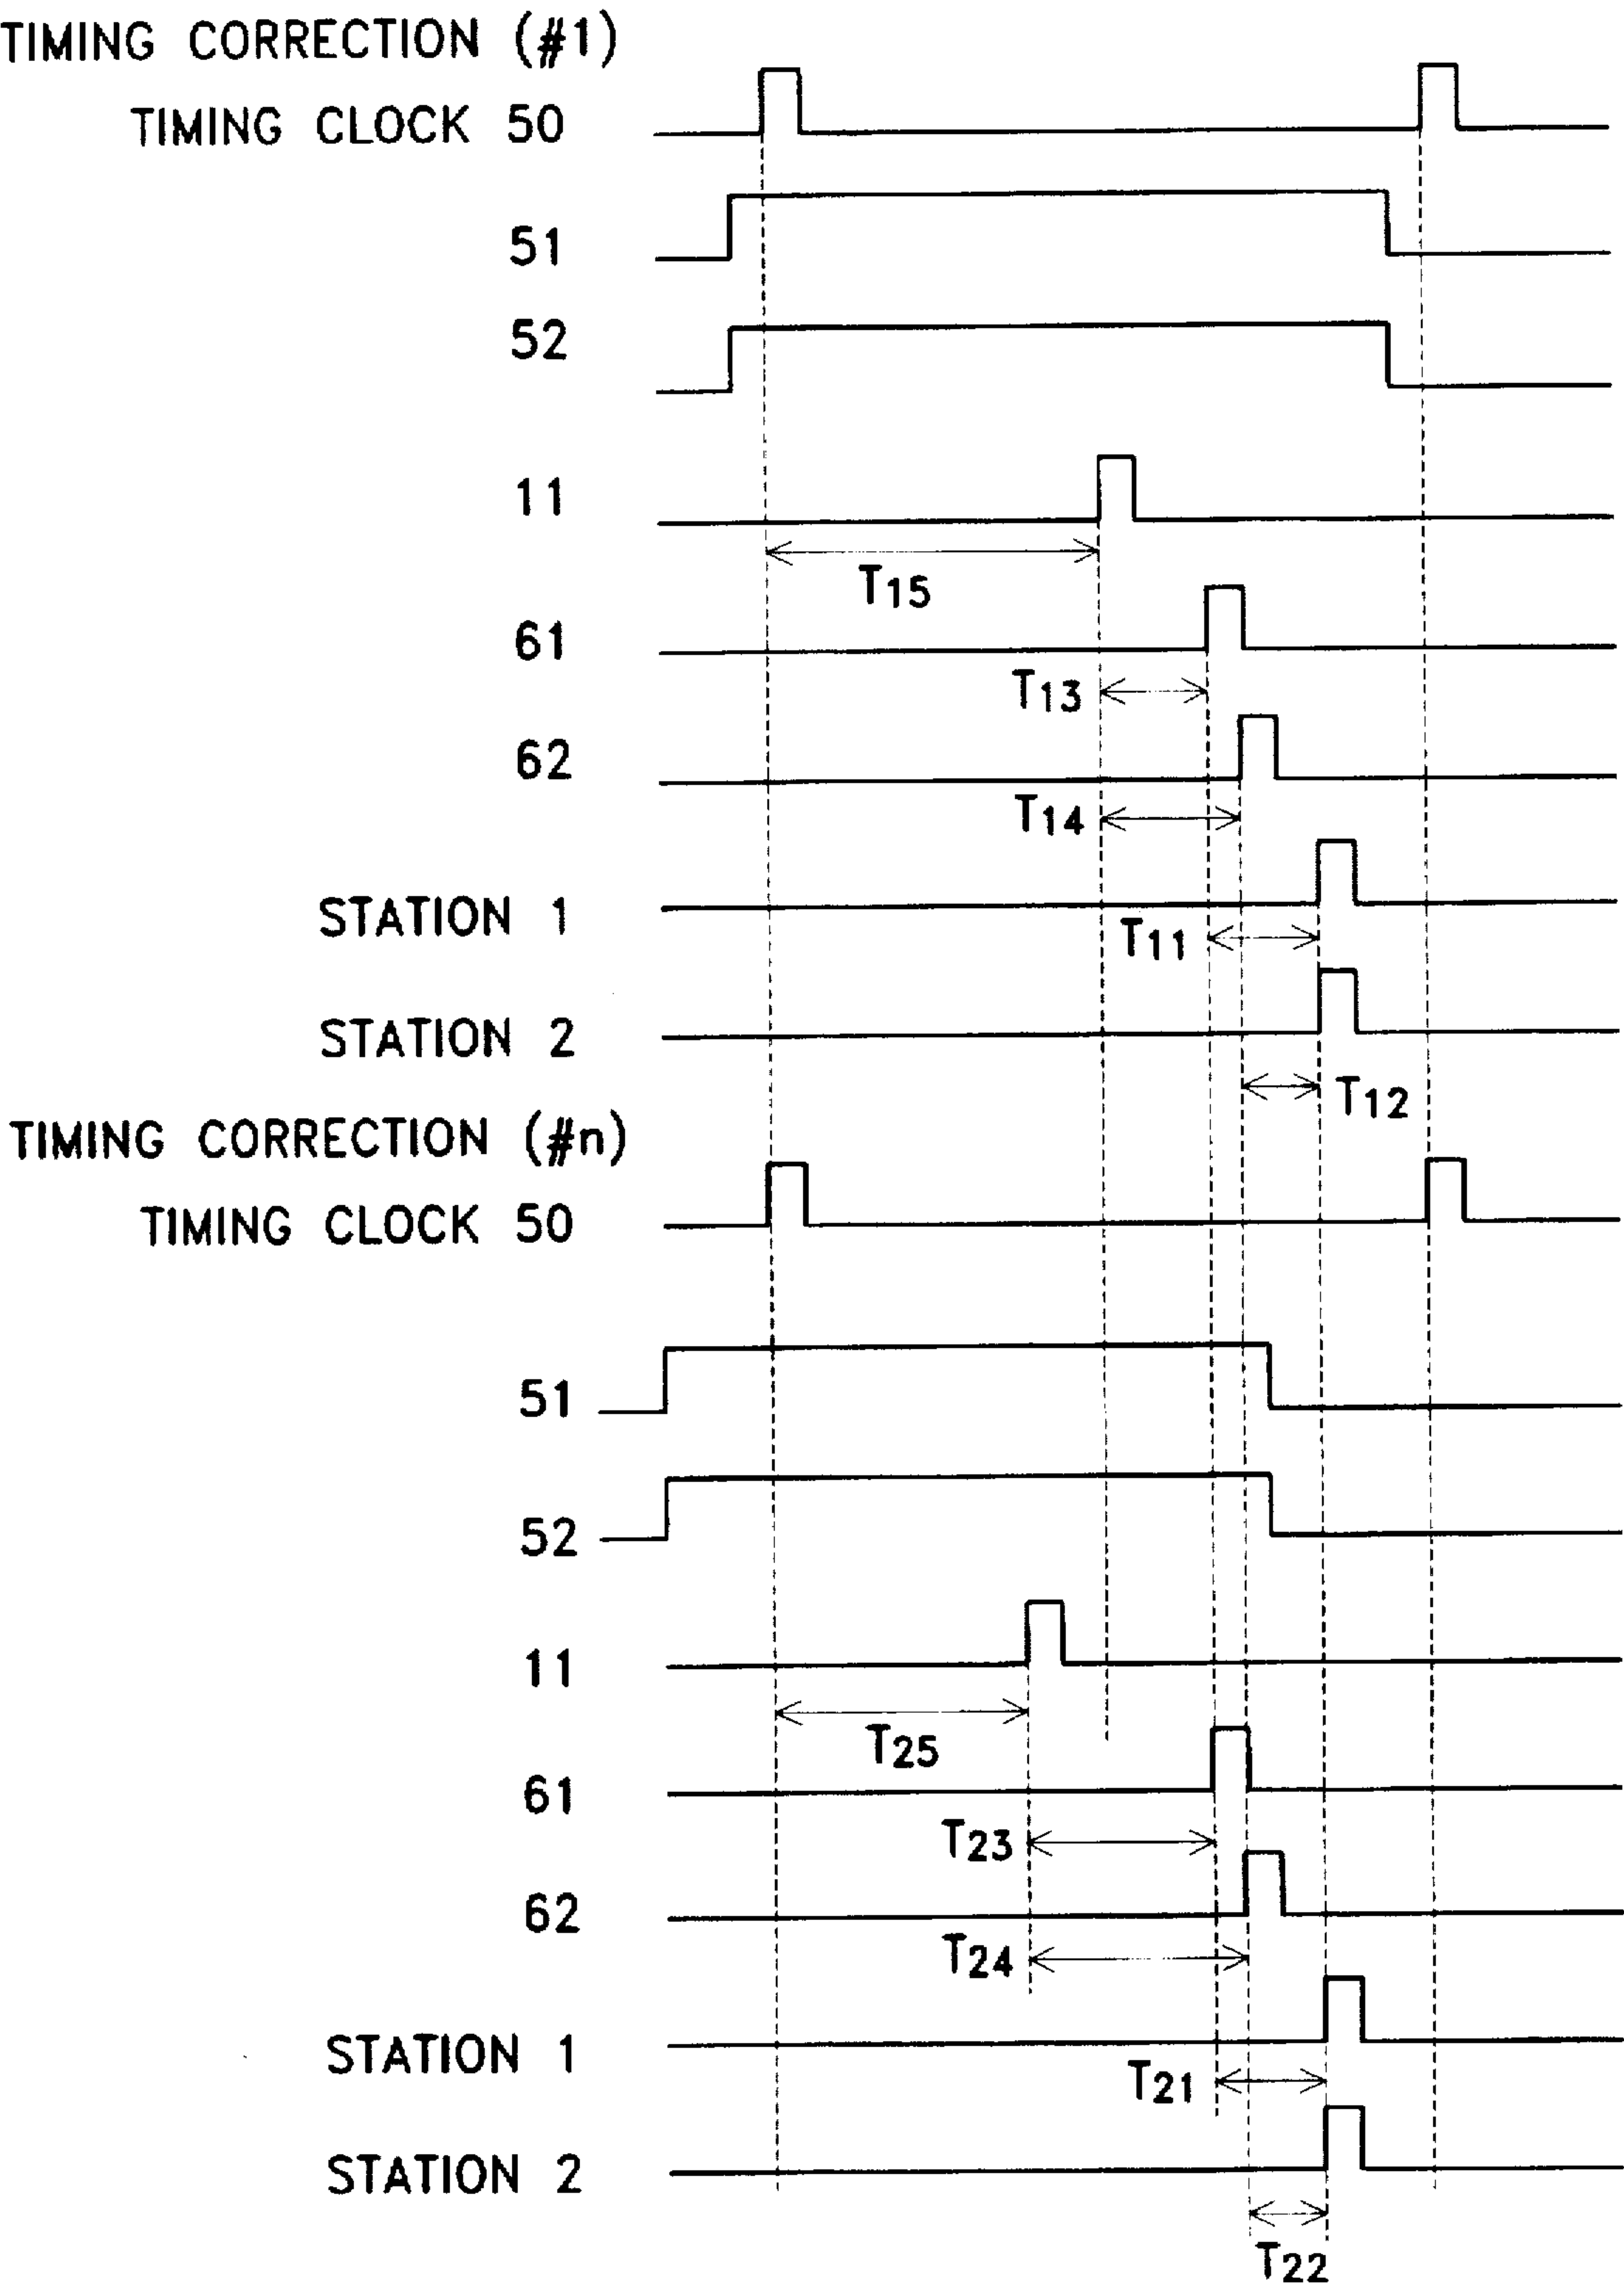 TIMING CORRECTION (#1)
TIMING CLOCK 50
51
52
11
T15
61
T13
62
T14
STATION 1
T11
STATION 2
T12
TIMING CORRECTION (#n)
TIMING CLOCK 50
51
52
11
T25
61
T23
62
T24
STATION 1
T21
STATION 2
T22